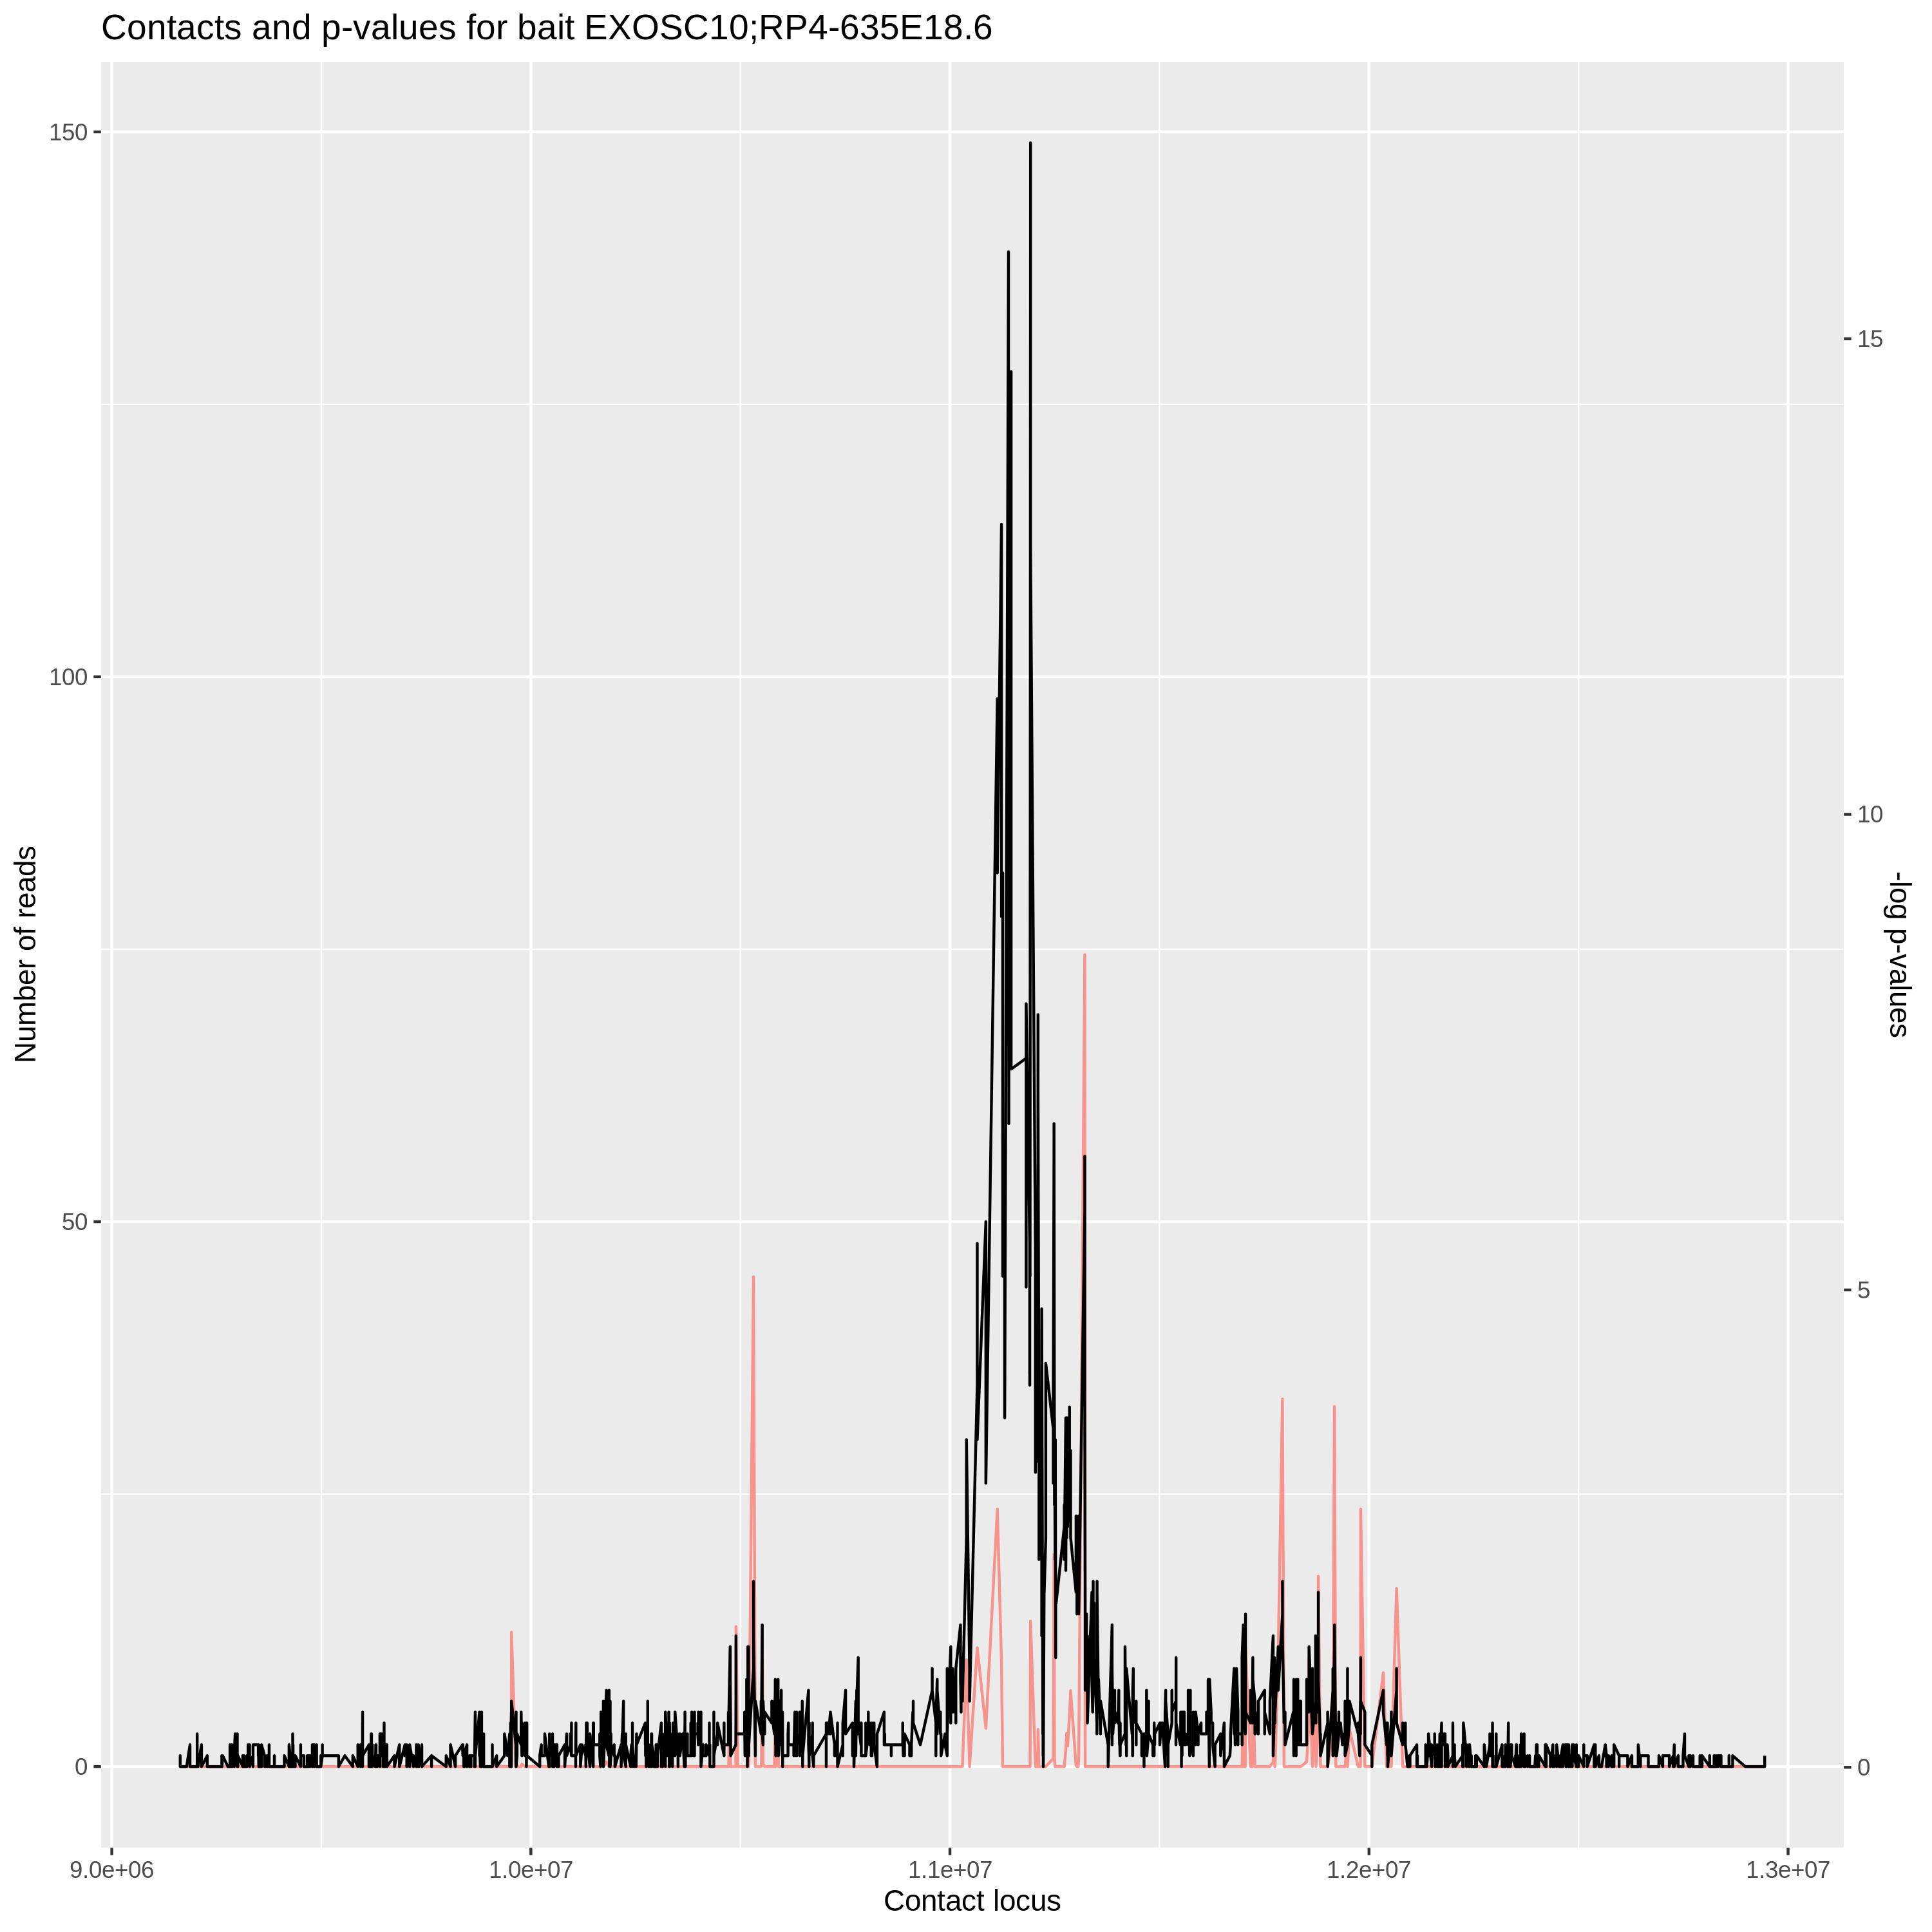 Contacts and p-values for bait EXOSC10;RP4-635E18.6
150
100
50
0
Number of reads
15
10
5
0
-log p-values
9.0e+06
1.0e+07
1.1e+07
1.2e+07
1.3e+07
Contact locus